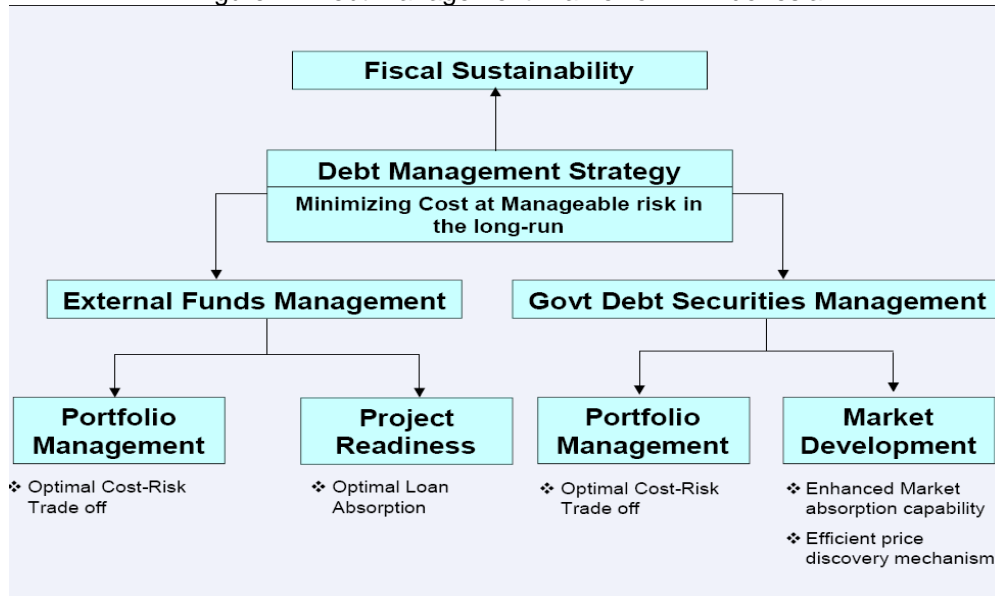 Fiscal Sustainability
Debt Management Strategy
Minimizing Cost at Manageable risk in
the long-run
External Funds Management
Govt Debt Securities Management
Portfolio
Management
Project
Readiness
Portfolio
Management
Market
Development
❖ Optimal Cost-Risk
Trade off
❖ Optimal Loan
Absorption
❖ Optimal Cost-Risk
Trade off
❖ Enhanced Market
absorption capability
❖ Efficient price
discovery mechanism